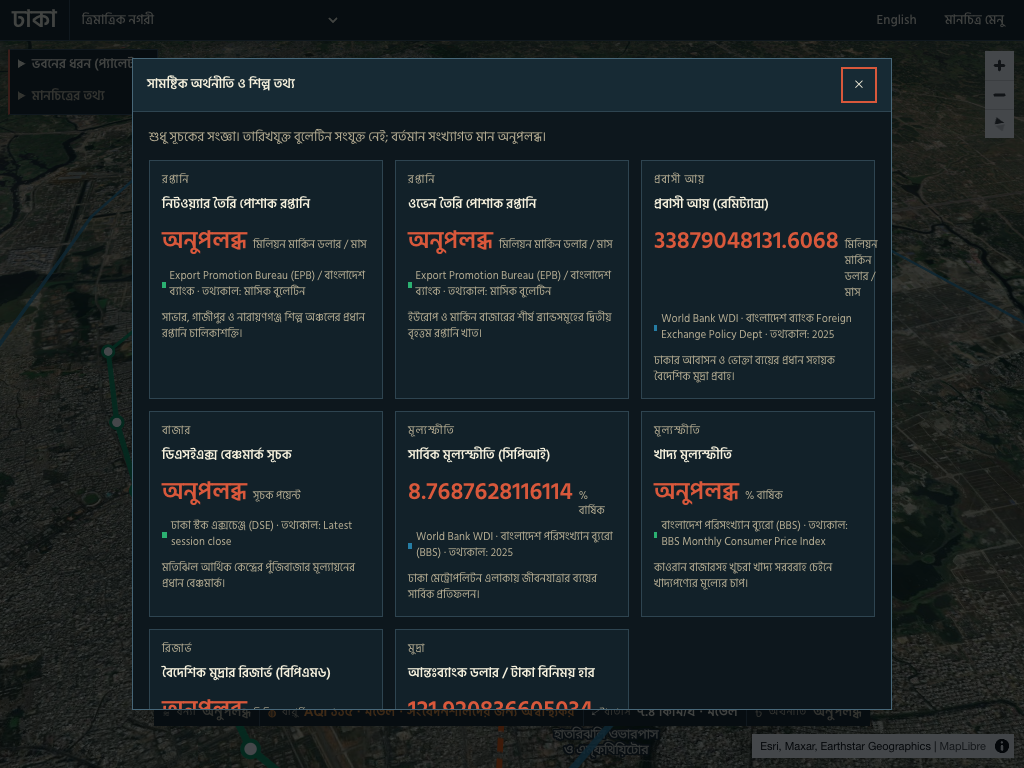 ঢাকা
ত্রিমাত্রিক নগরী
English
মানচিত্র মেনু
▶ ভবনের ধরন (প্যালেট
▶ মানচিত্রের তথ্য
সামষ্টিক অর্থনীতি ও শিল্প তথ্য
×
শুধু সূচকের সংজ্ঞা। তারিখযুক্ত বুলেটিন সংযুক্ত নেই; বর্তমান সংখ্যাগত মান অনুপলব্ধ।
রপ্তানি
নিটওয়্যার তৈরি পোশাক রপ্তানি
অনুপলব্ধ মিলিয়ন মার্কিন ডলার / মাস
Export Promotion Bureau (EPB) / বাংলাদেশ
ব্যাংক · তথ্যকাল: মাসিক বুলেটিন
সাভার, গাজীপুর ও নারায়ণগঞ্জ শিল্প অঞ্চলের প্রধান
রপ্তানি চালিকাশক্তি।
রপ্তানি
ওভেন তৈরি পোশাক রপ্তানি
অনুপলব্ধ মিলিয়ন মার্কিন ডলার / মাস
Export Promotion Bureau (EPB) / বাংলাদেশ
ব্যাংক · তথ্যকাল: মাসিক বুলেটিন
ইউরোপ ও মার্কিন বাজারের শীর্ষ ব্র্যান্ডসমূহের দ্বিতীয়
বৃহত্তম রপ্তানি খাত।
প্রবাসী আয়
প্রবাসী আয় (রেমিট্যান্স)
33879048131.6068 মিলিয়ন
মার্কিন
ডলার /
মাস
World Bank WDI · বাংলাদেশ ব্যাংক Foreign
Exchange Policy Dept · তথ্যকাল: 2025
ঢাকার আবাসন ও ভোক্তা ব্যয়ের প্রধান সহায়ক
বৈদেশিক মুদ্রা প্রবাহ।
বাজার
ডিএসইএক্স বেঞ্চমার্ক সূচক
অনুপলব্ধ সূচক পয়েন্ট
ঢাকা স্টক এক্সচেঞ্জ (DSE) · তথ্যকাল: Latest
session close
মতিঝিল আর্থিক কেন্দ্রের পুঁজিবাজার মূল্যায়নের
প্রধান বেঞ্চমার্ক।
মূল্যস্ফীতি
সার্বিক মূল্যস্ফীতি (সিপিআই)
8.7687628116114 %
বার্ষিক
World Bank WDI · বাংলাদেশ পরিসংখ্যান ব্যুরো
(BBS) · তথ্যকাল: 2025
ঢাকা মেট্রোপলিটন এলাকায় জীবনযাত্রার ব্যয়ের
সার্বিক প্রতিফলন।
মূল্যস্ফীতি
খাদ্য মূল্যস্ফীতি
অনুপলব্ধ % বার্ষিক
বাংলাদেশ পরিসংখ্যান ব্যুরো (BBS) · তথ্যকাল:
BBS Monthly Consumer Price Index
কাওরান বাজারসহ খুচরা খাদ্য সরবরাহ চেইনে
খাদ্যপণ্যের মূল্যের চাপ।
রিজার্ভ
বৈদেশিক মুদ্রার রিজার্ভ (বিপিএম৬)
অনুপলব্ধ
মুদ্রা
আন্তঃব্যাংক ডলার / টাকা বিনিময় হার
121.920836605034
হাতিরঝিল ওভারপাস
Esri, Maxar, Earthstar Geographics | MapLibre